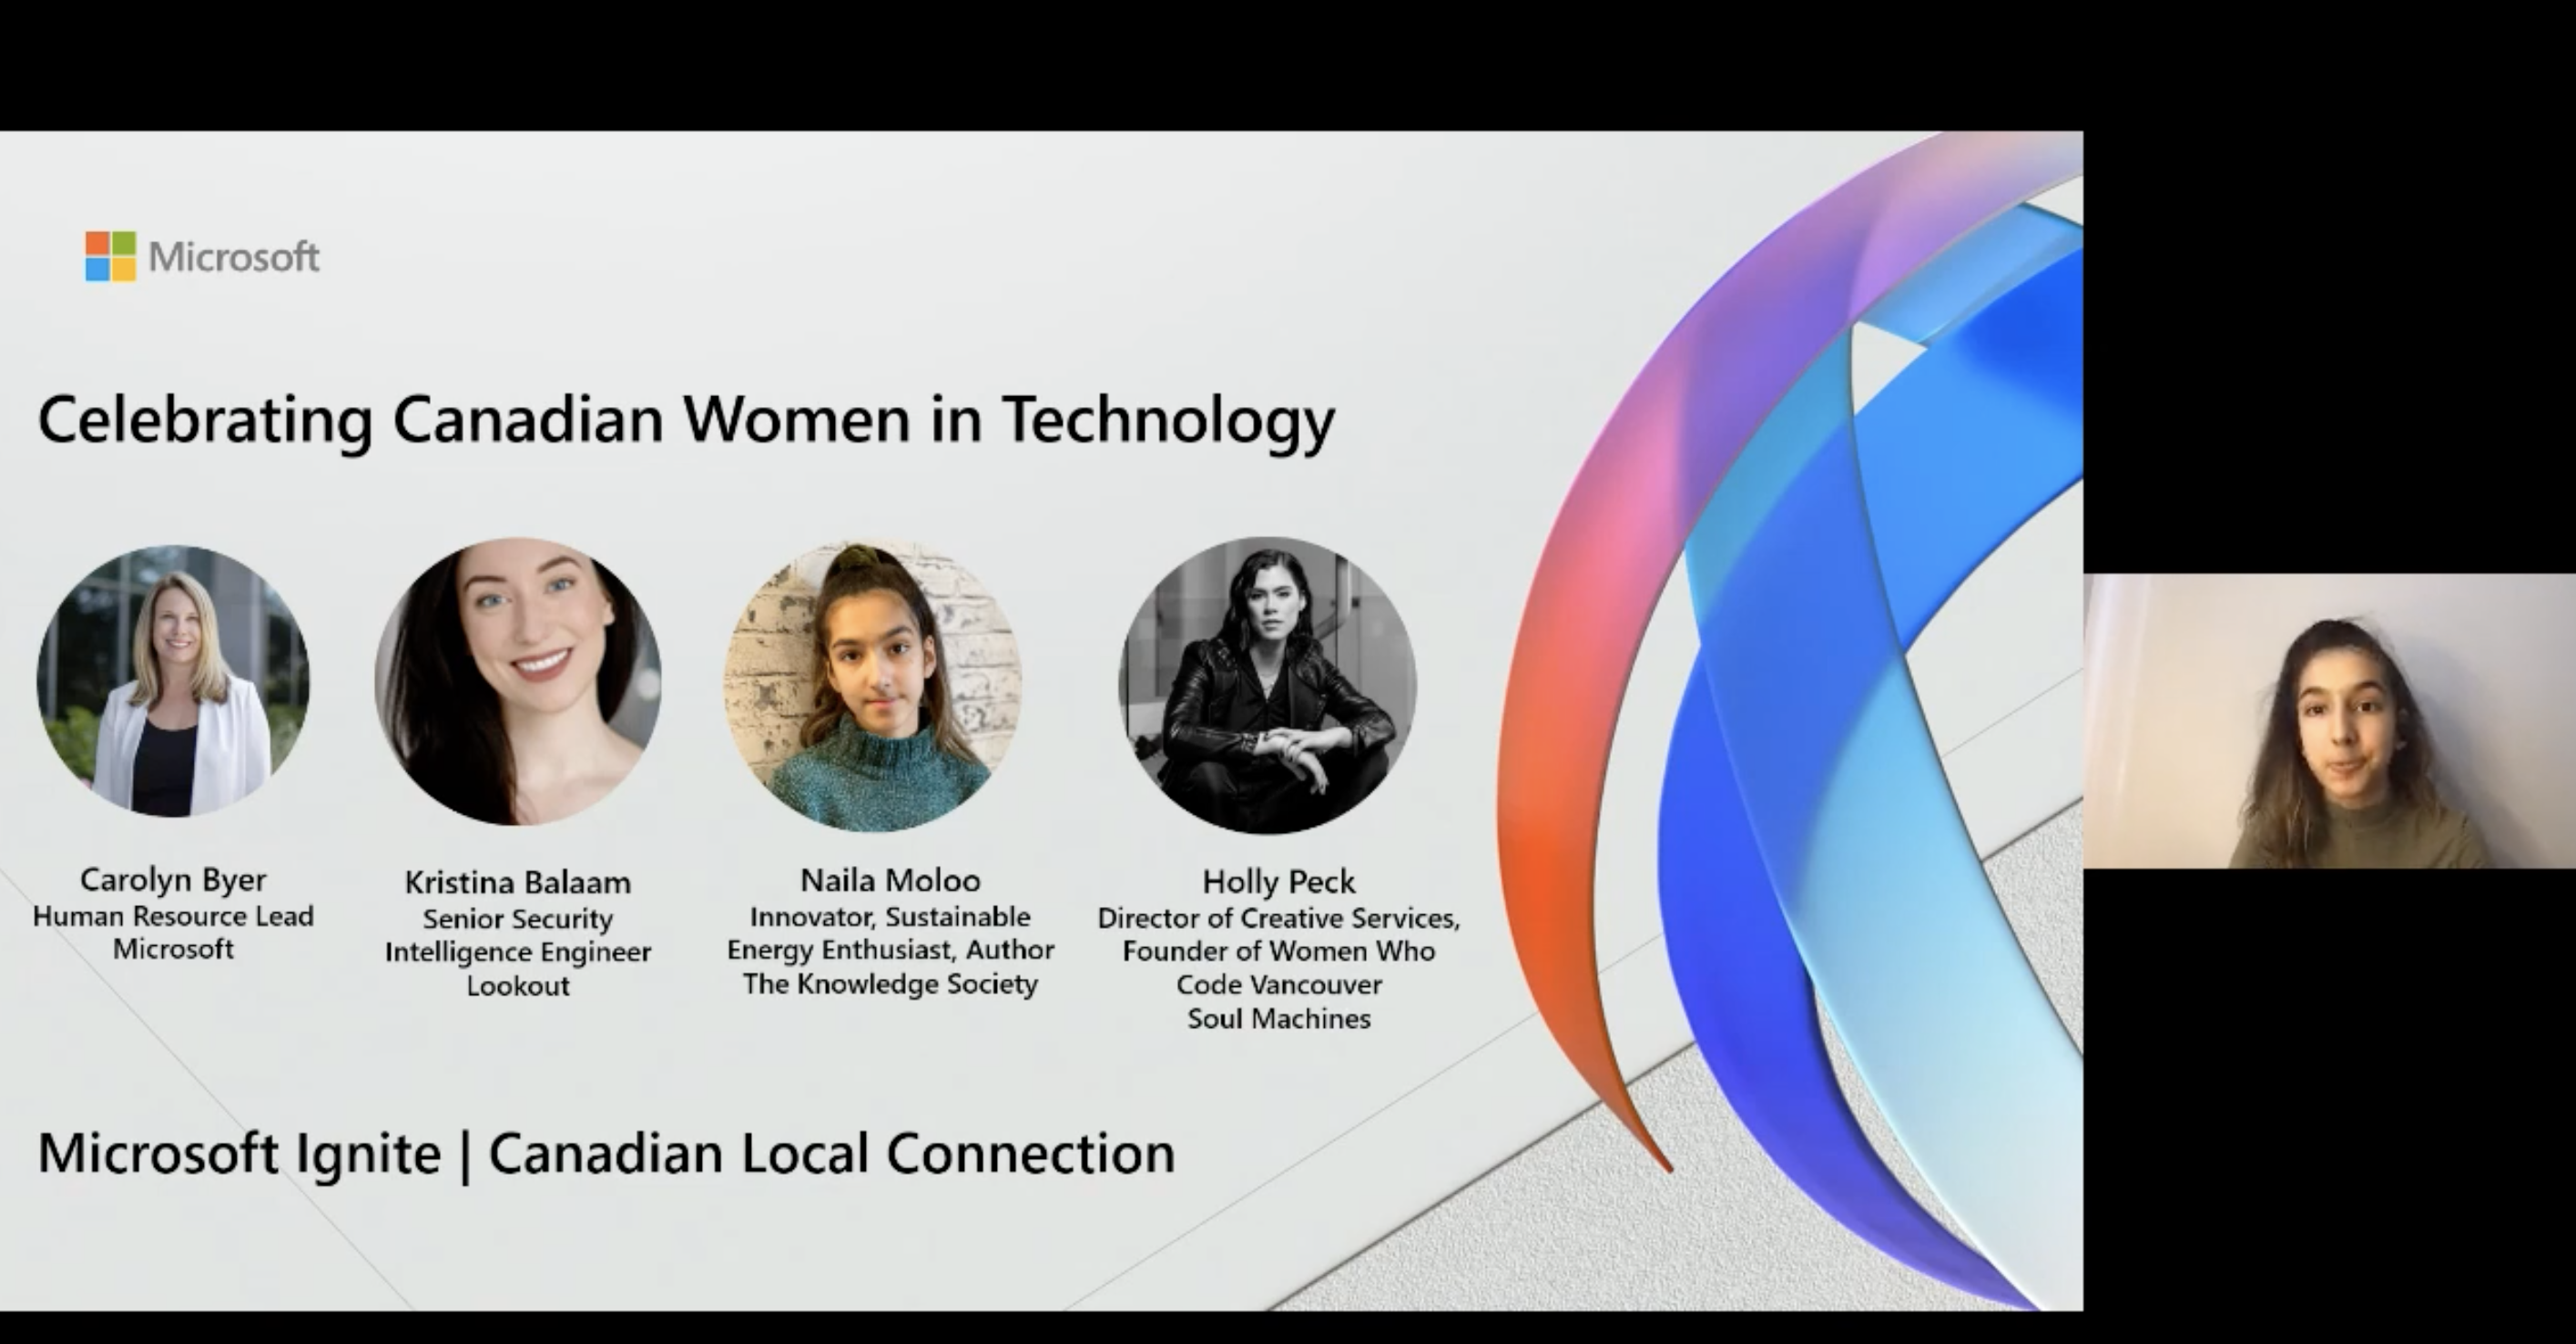 Microsoft
Celebrating Canadian Women in Technology
Carolyn Byer
Human Resource Lead
Microsoft
Kristina Balaam
Senior Security
Intelligence Engineer
Lookout
Naila Moloo
Innovator, Sustainable
Energy Enthusiast, Author
The Knowledge Society
Holly Peck
Director of Creative Services,
Founder of Women Who
Code Vancouver
Soul Machines
Microsoft Ignite | Canadian Local Connection